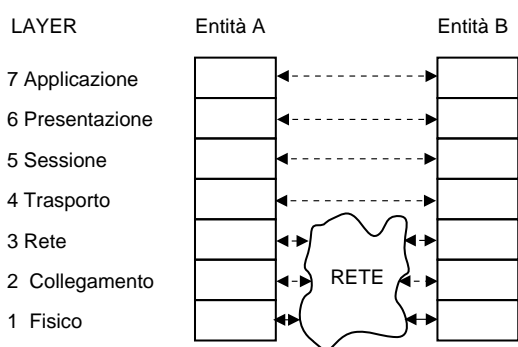 LAYER Entità A Entità B
7 Applicazione
6 Presentazione
5 Sessione
4 Trasporto
3 Rete
2 Collegamento RETE
1 Fisico